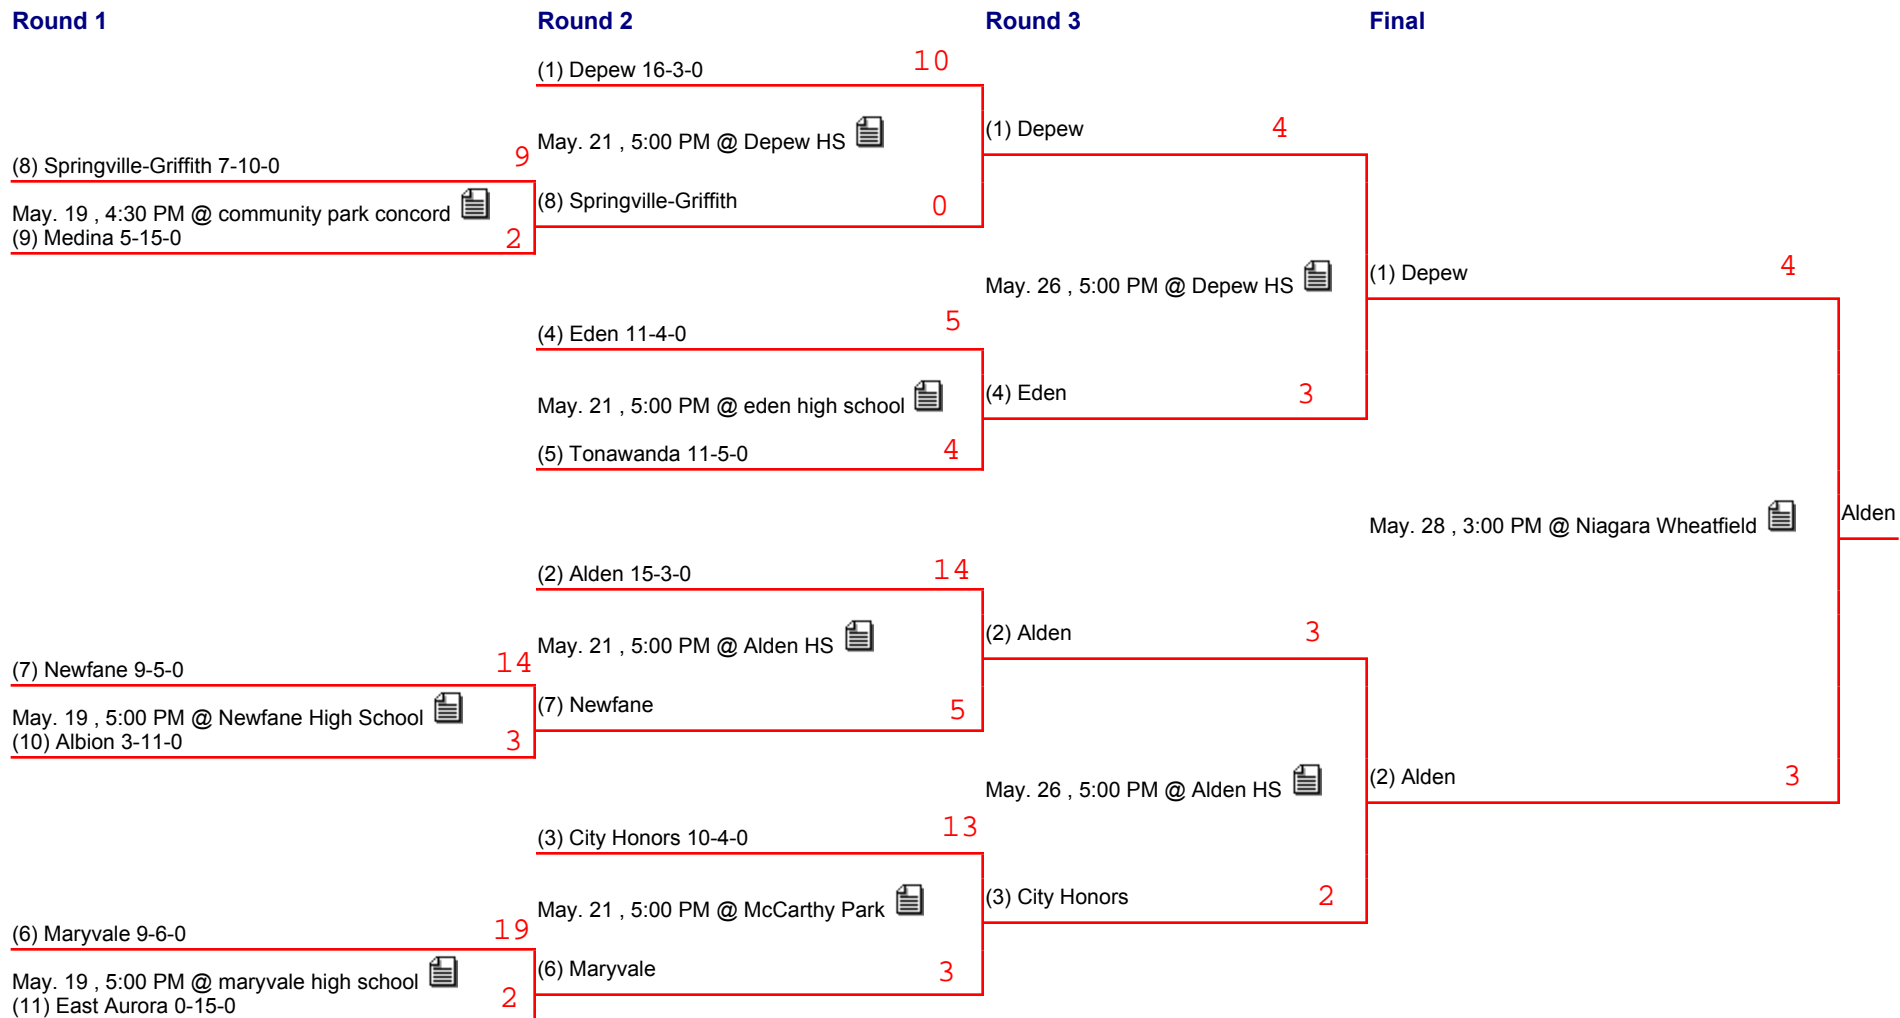 Round 1
Round 2
Round 3
Final
(1) Depew 16-3-0
10
May. 21 , 5:00 PM @ Depew HS
(1) Depew
4
(8) Springville-Griffith 7-10-0
9
May. 19 , 4:30 PM @ community park concord
(9) Medina 5-15-0
2
(8) Springville-Griffith
0
May. 26 , 5:00 PM @ Depew HS
(1) Depew
4
(4) Eden 11-4-0
5
May. 21 , 5:00 PM @ eden high school
(4) Eden
3
(5) Tonawanda 11-5-0
4
May. 28 , 3:00 PM @ Niagara Wheatfield
Alden
(2) Alden 15-3-0
14
May. 21 , 5:00 PM @ Alden HS
(2) Alden
3
(7) Newfane 9-5-0
14
May. 19 , 5:00 PM @ Newfane High School
(10) Albion 3-11-0
3
(7) Newfane
5
May. 26 , 5:00 PM @ Alden HS
(2) Alden
3
(3) City Honors 10-4-0
13
May. 21 , 5:00 PM @ McCarthy Park
(3) City Honors
2
(6) Maryvale 9-6-0
19
May. 19 , 5:00 PM @ maryvale high school
(11) East Aurora 0-15-0
2
(6) Maryvale
3